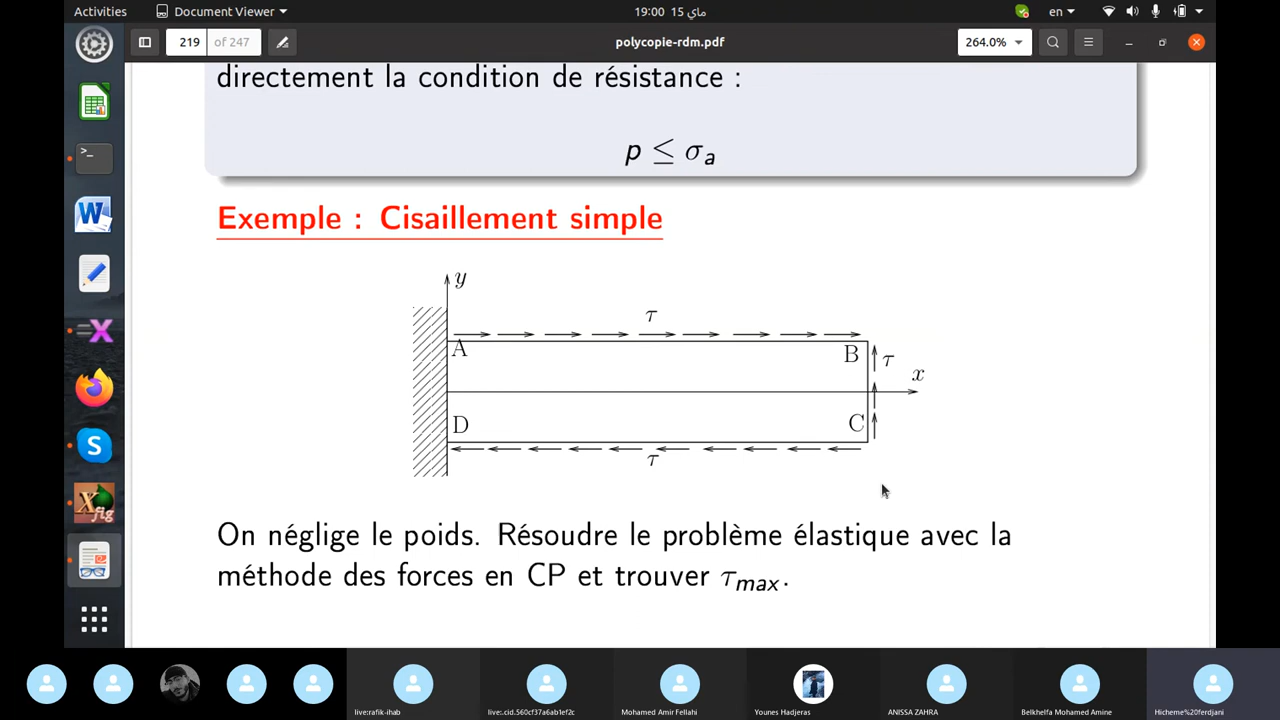 Activities
Document Viewer
19:00 15 ماي
en
219 of 247
polycopie-rdm.pdf
264.0%
directement la condition de résistance :
p ≤ σa
Exemple : Cisaillement simple
y
τ
A
B
τ
x
D
C
τ
On néglige le poids. Résoudre le problème élastique avec la
méthode des forces en CP et trouver τmax.
live:rafik-ihab
live:.cid.560cf37a6ab1ef2c
Mohamed Amir Fellahi
Younes Hadjeras
ANISSA ZAHRA
Belkhelfa Mohamed Amine
Hicheme%20ferdjani